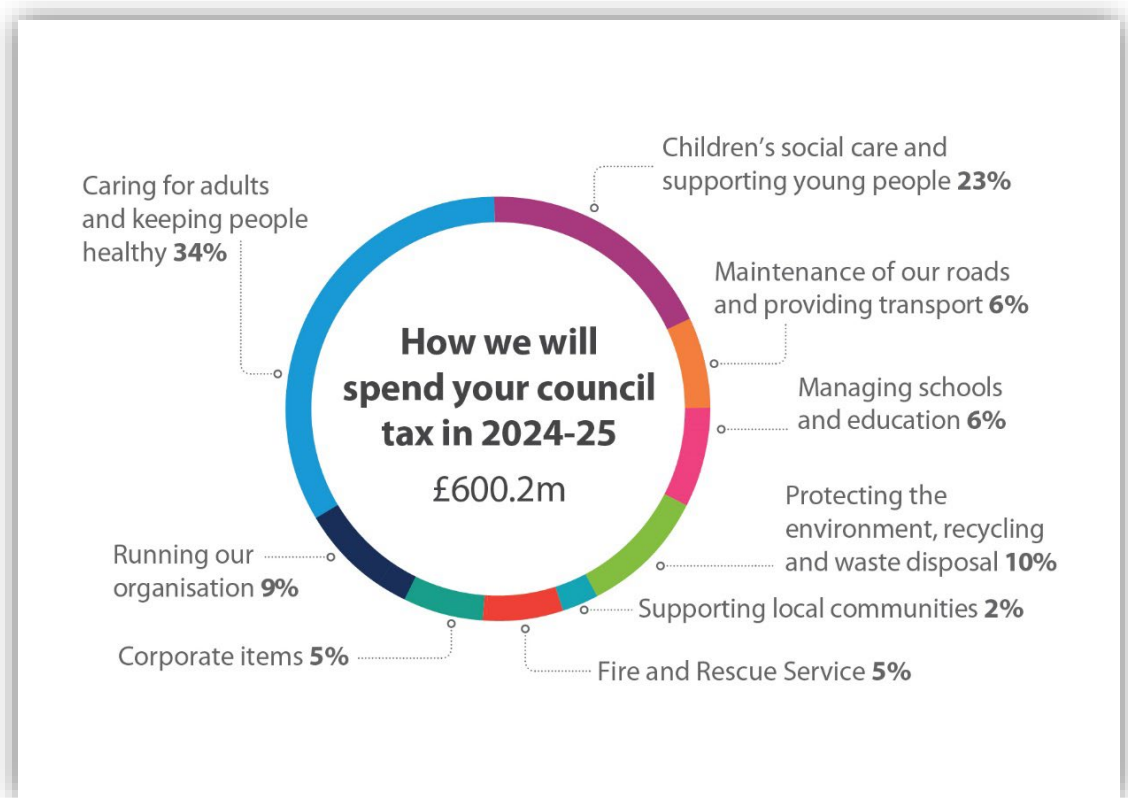 How we will
spend your council
tax in 2024-25
£600.2m
Children's social care and
supporting young people 23%
Maintenance of our roads
and providing transport 6%
Managing schools
and education 6%
Protecting the
environment, recycling
and waste disposal 10%
Supporting local communities 2%
Fire and Rescue Service 5%
Corporate items 5%
Running our
organisation 9%
Caring for adults
and keeping people
healthy 34%